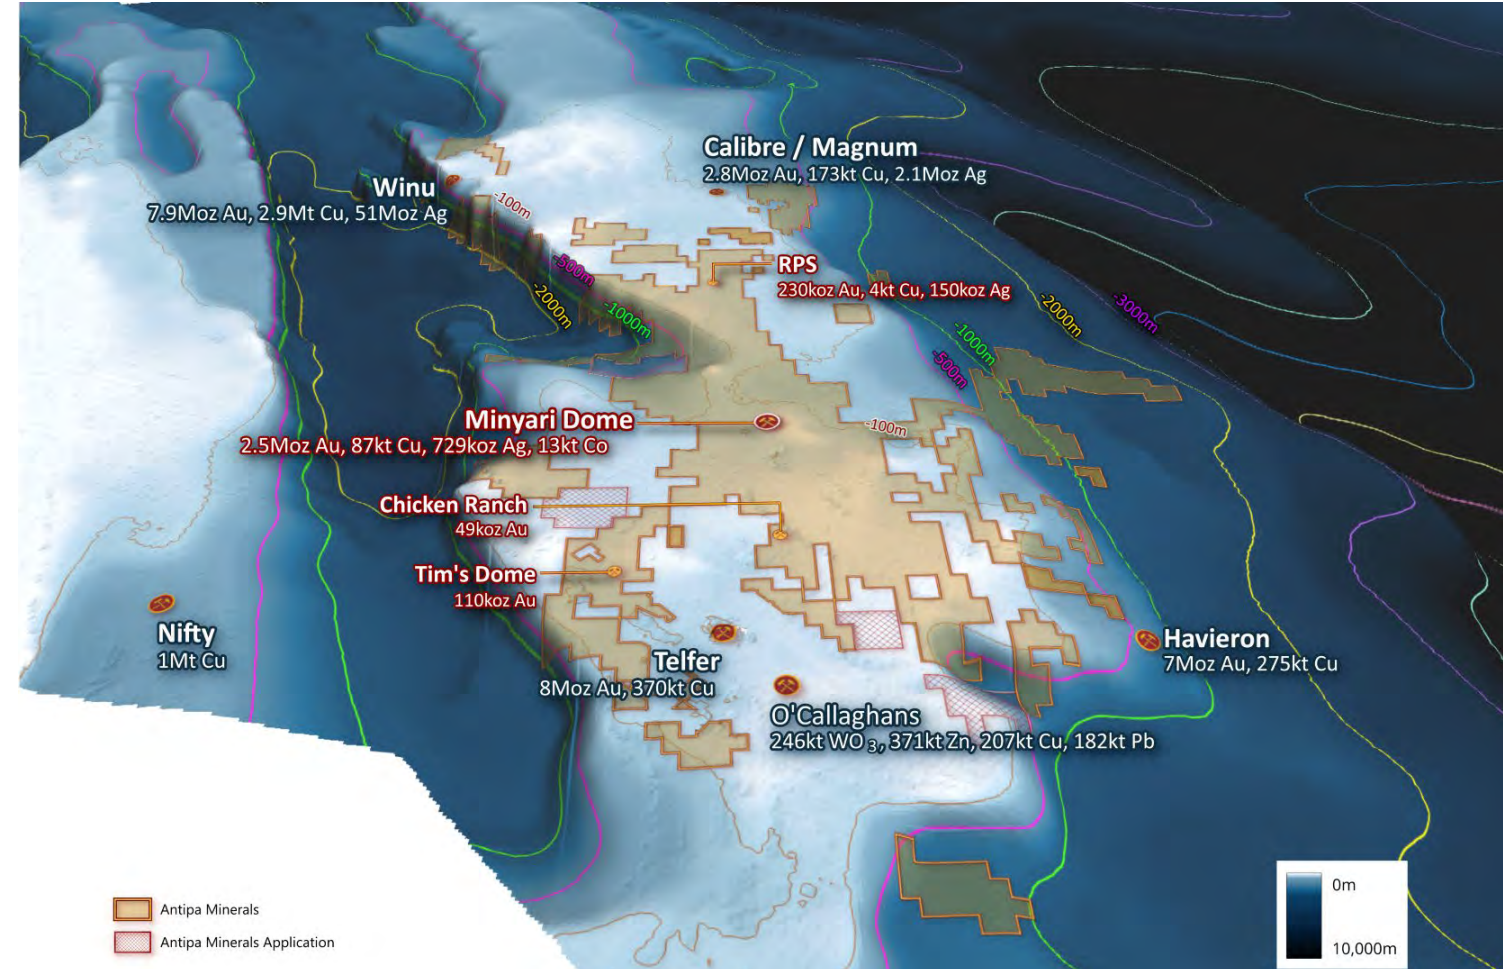 Calibre / Magnum
2.8Moz Au, 173kt Cu, 2.1Moz Ag
Winu
7.9Moz Au, 2.9Mt Cu, 51Moz Ag
-100m
-500m
-2000m
-1000m
RPS
230koz Au, 4kt Cu, 150koz Ag
-3000m
-2000m
-1000m
-500m
Minyari Dome
2.5Moz Au, 87kt Cu, 729koz Ag, 13kt Co
-100m
Chicken Ranch
49koz Au
Tim's Dome
110koz Au
Nifty
1Mt Cu
Telfer
8Moz Au, 370kt Cu
Havieron
7Moz Au, 275kt Cu
O'Callaghans
246kt WO3, 371kt Zn, 207kt Cu, 182kt Pb
Antipa Minerals
Antipa Minerals Application
0m
10,000m